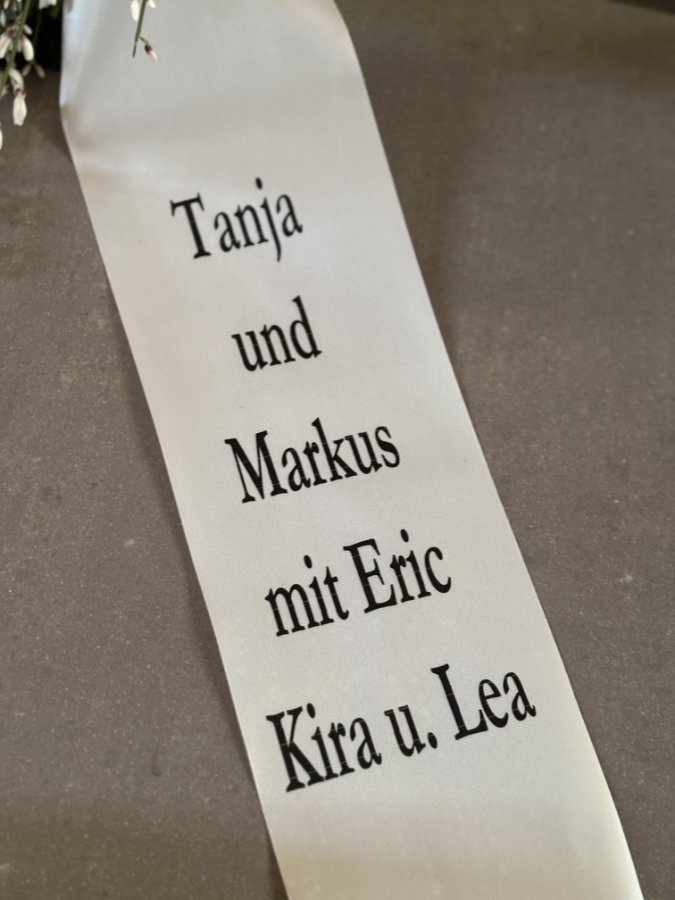 Tanja
und
Markus
mit Eric
Kira u. Lea